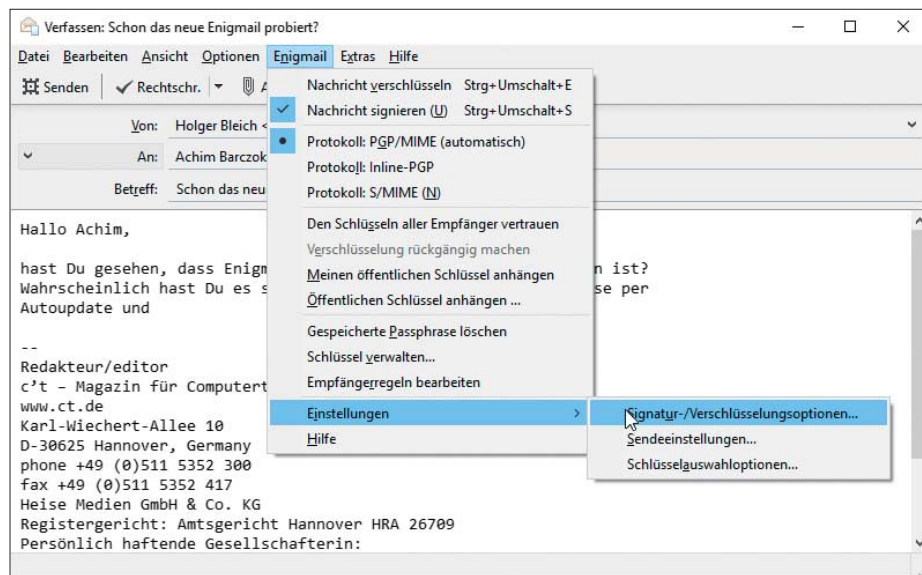 Verfassen: Schon das neue Enigmail probiert?
Datei Bearbeiten Ansicht Optionen Enigmail Extras Hilfe
Senden Rechtschr.
Nachricht verschlüsseln Strg+Umschalt+E
Nachricht signieren (U) Strg+Umschalt+S
Protokoll: PGP/MIME (automatisch)
Protokoll: Inline-PGP
Protokoll: S/MIME (N)
Den Schlüsseln aller Empfänger vertrauen
Verschlüsselung rückgängig machen
Meinen öffentlichen Schlüssel anhängen
Öffentlichen Schlüssel anhängen ...
Gespeicherte Passphrase löschen
Schlüssel verwalten...
Empfängerregeln bearbeiten
Einstellungen
Hilfe
Signatur-/Verschlüsselungsoptionen...
Sendeeinstellungen...
Schlüsselauswahloptionen...
Von: Holger Bleich <
An: Achim Barczok
Betreff: Schon das neu
Hallo Achim,
hast Du gesehen, dass Enigm n ist?
Wahrscheinlich hast Du es s se per
Autoupdate und
--
Redakteur/editor
c't – Magazin für Computert
www.ct.de
Karl-Wiechert-Allee 10
D-30625 Hannover, Germany
phone +49 (0)511 5352 300
fax +49 (0)511 5352 417
Heise Medien GmbH & Co. KG
Registergericht: Amtsgericht Hannover HRA 26709
Persönlich haftende Gesellschafterin: